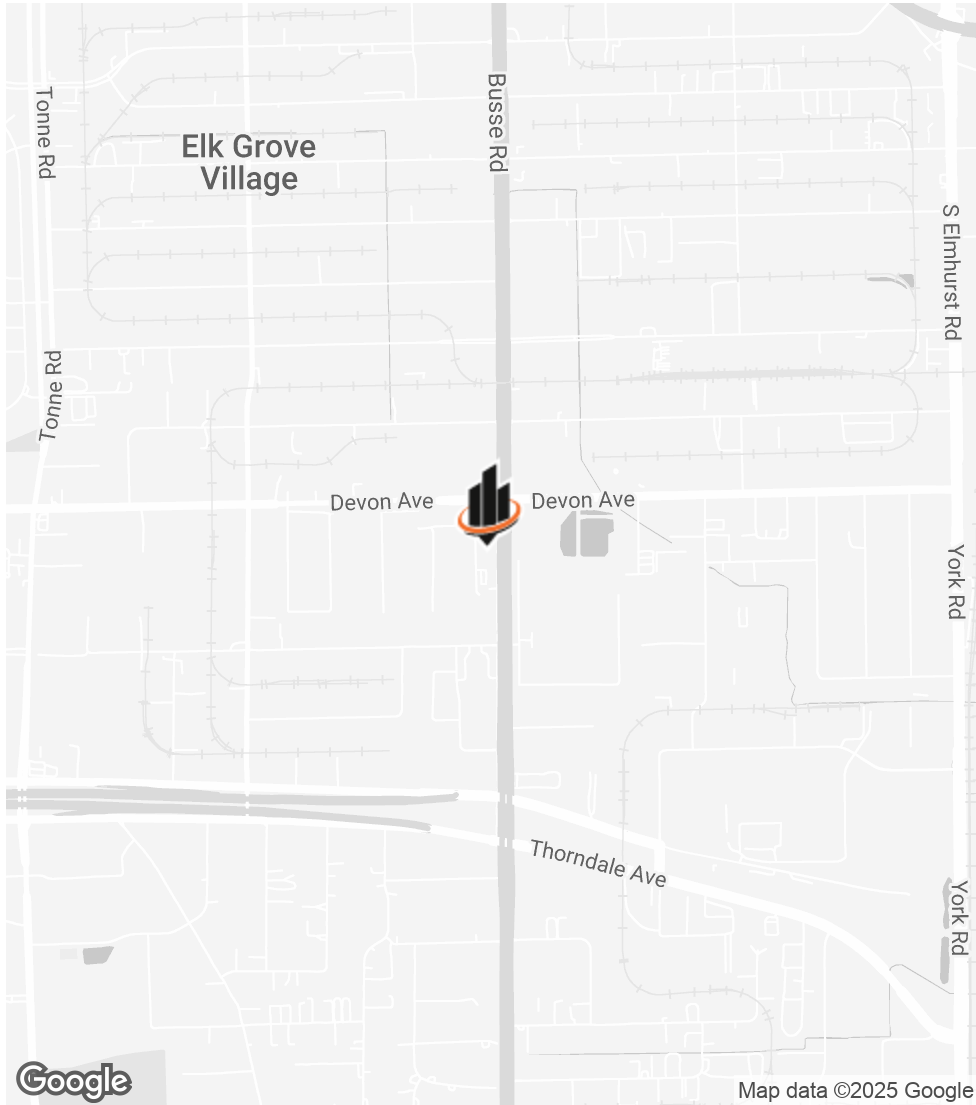 Busse Rd
Tonne Rd
Elk Grove
Village
S Elmhurst Rd
Tonne Rd
Devon Ave
Devon Ave
York Rd
Thorndale Ave
York Rd
Google
Map data ©2025 Google